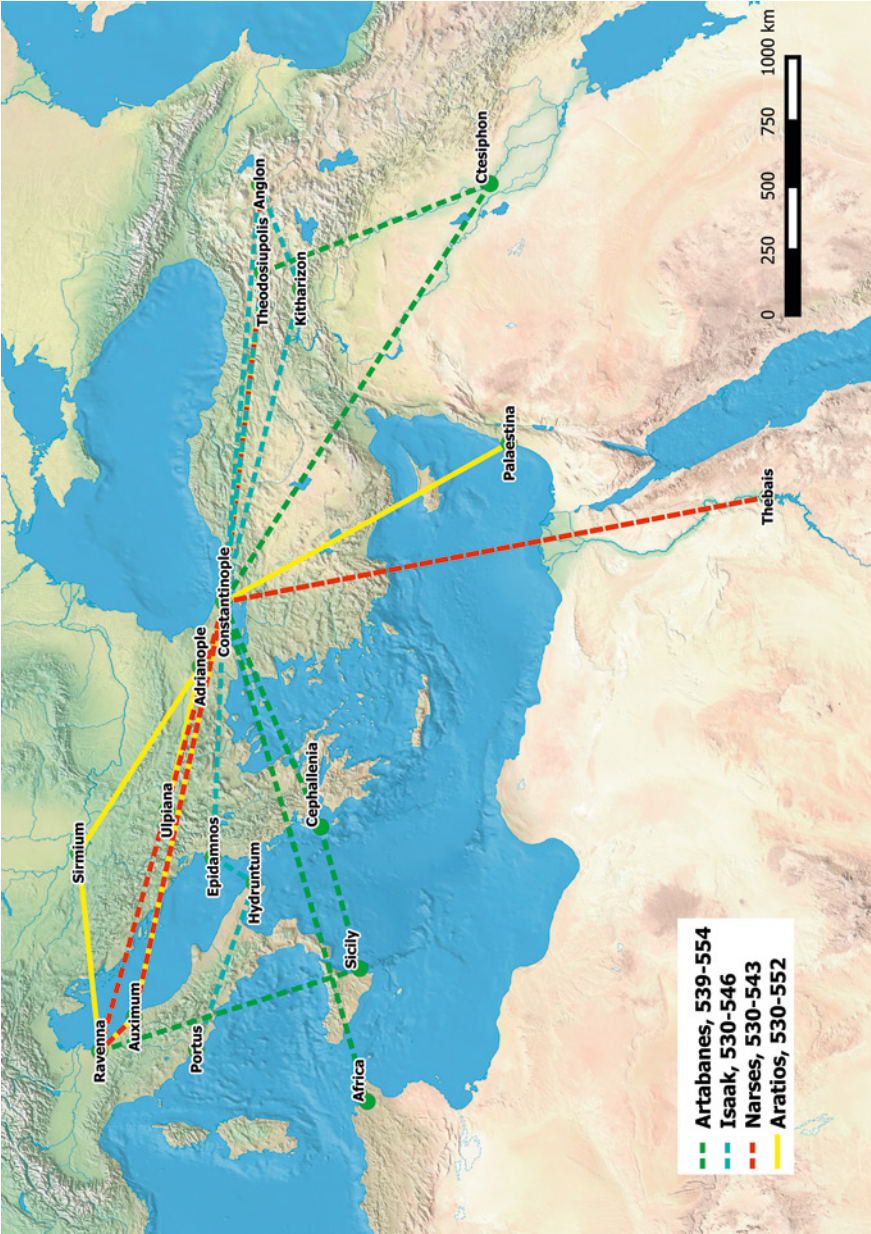 Ravenna
Auximum
Portus
Sirmium
Ulpiana
Epidamnos
Hydruntum
Adrianople
Constantinople
Cephallenia
Sicily
Africa
Theodosiupolis
Anglon
Kitharizon
Ctesiphon
Palaestina
Thebais
0 250 500 750 1000 km
Artabanes, 539-554
Isaak, 530-546
Narses, 530-543
Aratios, 530-552